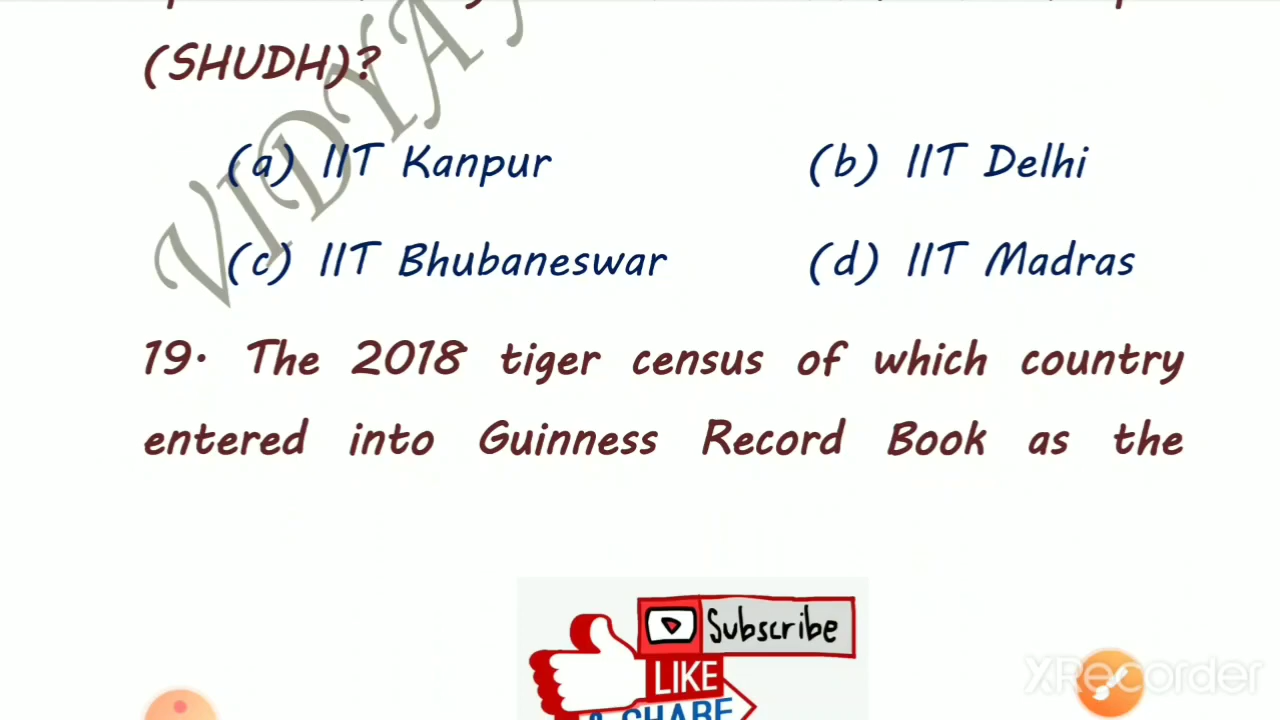 (SHUDH)?
(a) IIT Kanpur (b) IIT Delhi
(c) IIT Bhubaneswar (d) IIT Madras
19. The 2018 tiger census of which country
entered into Guinness Record Book as the
Subscribe
LIKE
& SHARE
XRecorder